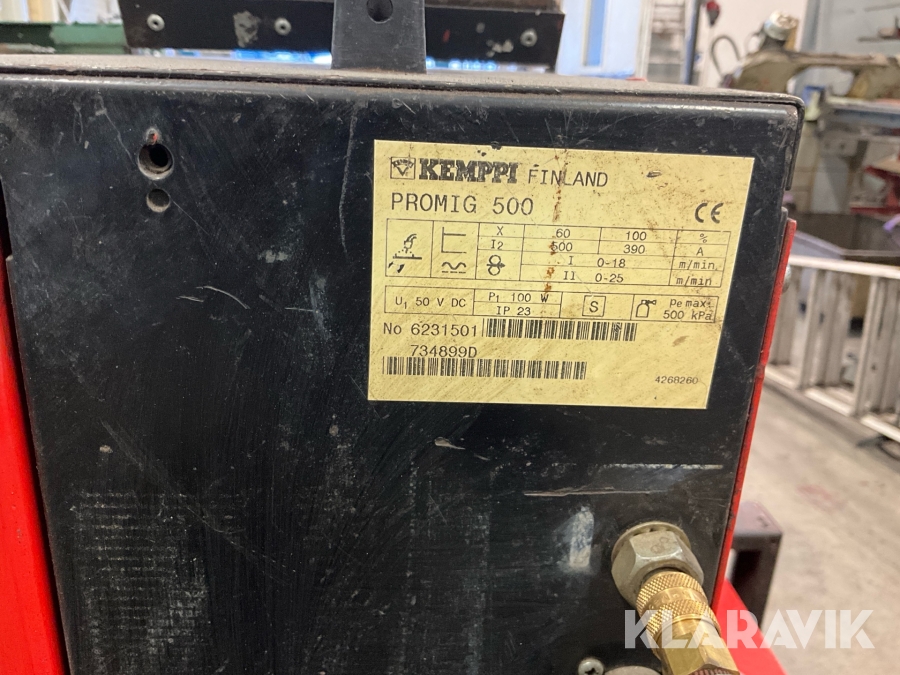 KEMPPI FINLAND
PROMIG 500
CE
X 60 100 %
I2 500 390 A
I 0-18 m/min
II 0-25 m/min
U1 50 V DC P1 100 W S Pe max:
IP 23 500 kPa
No 6231501
734899D
4268260
KLARAVIK